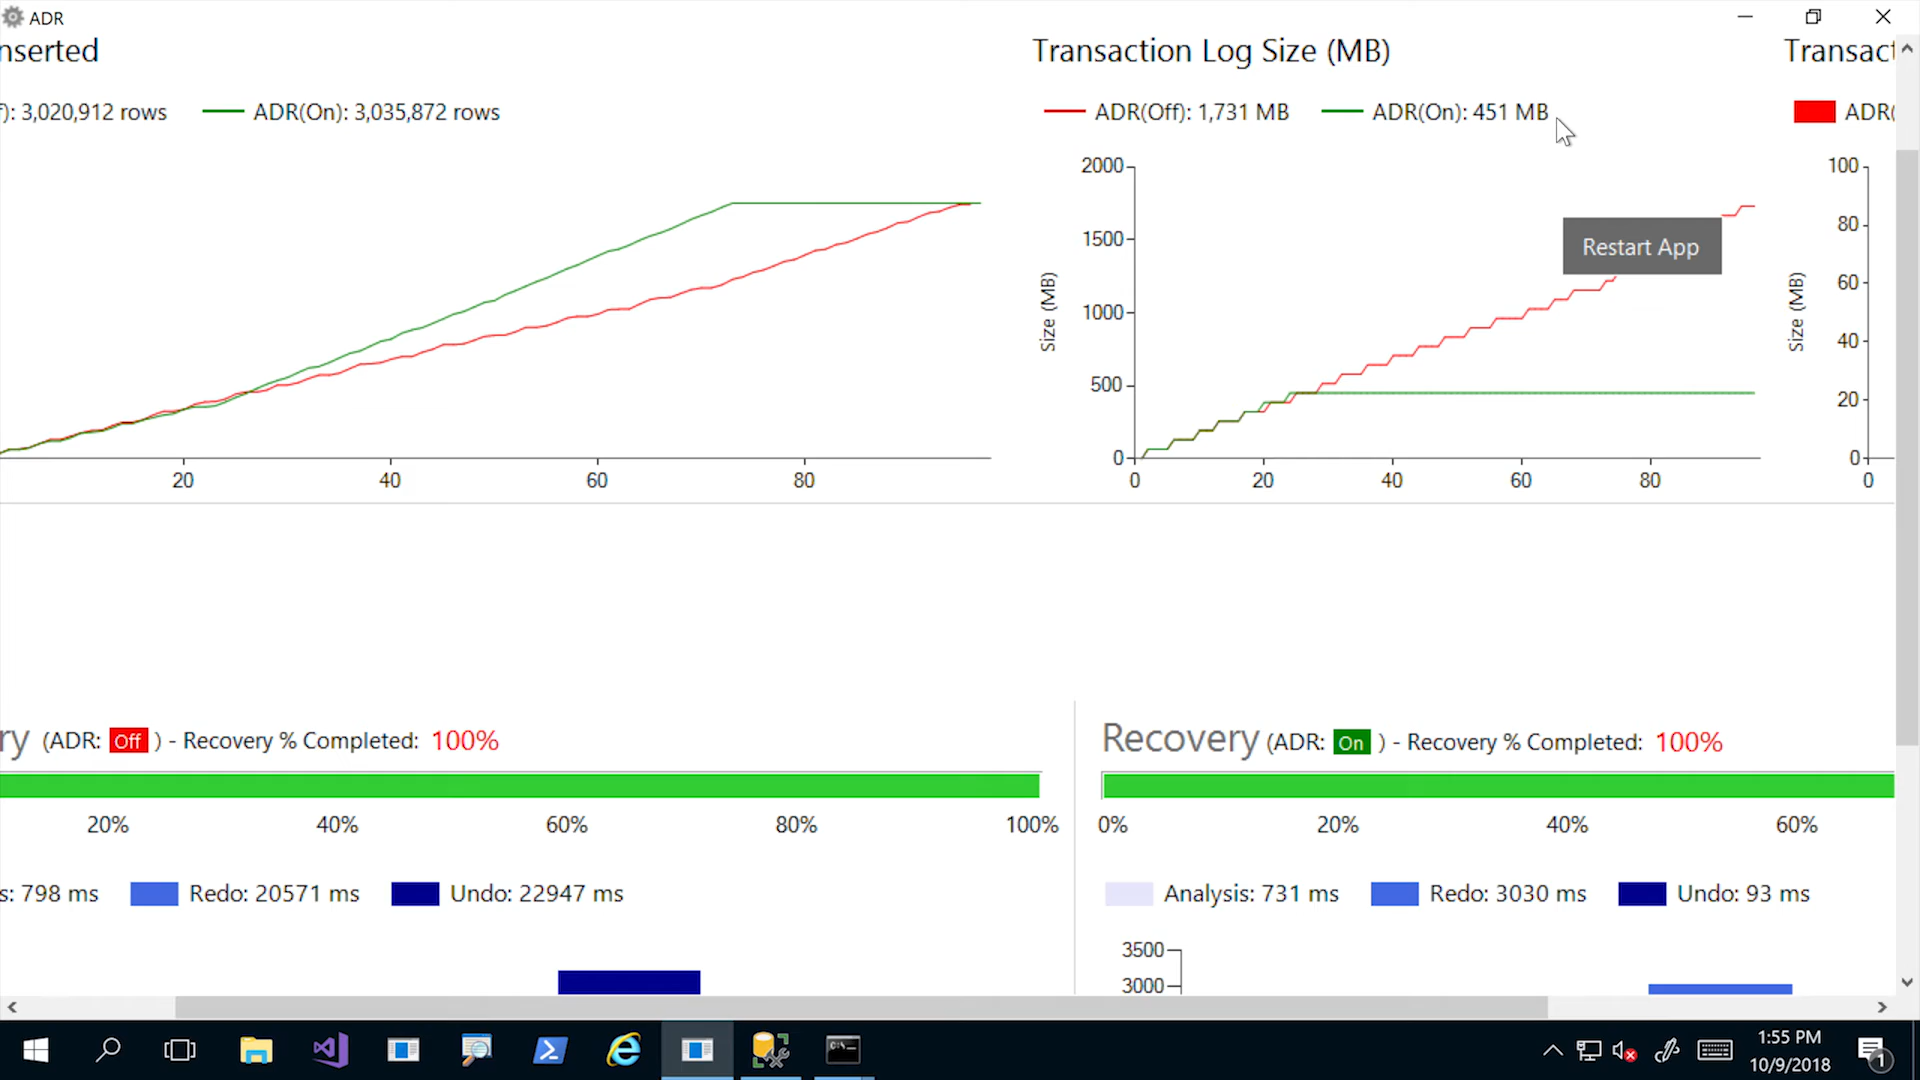 ADR
nserted
Transaction Log Size (MB)
Transact
f): 3,020,912 rows
ADR(On): 3,035,872 rows
ADR(Off): 1,731 MB
ADR(On): 451 MB
ADR(
2000
1500
1000
500
0
Size (MB)
Restart App
100
80
60
40
20
0
Size (MB)
20 40 60 80
0 20 40 60 80
0
ry (ADR: Off ) - Recovery % Completed: 100%
20% 40% 60% 80% 100%
s: 798 ms Redo: 20571 ms Undo: 22947 ms
Recovery (ADR: On ) - Recovery % Completed: 100%
0% 20% 40% 60%
Analysis: 731 ms Redo: 3030 ms Undo: 93 ms
3500
3000
C:\_
1:55 PM
10/9/2018
1